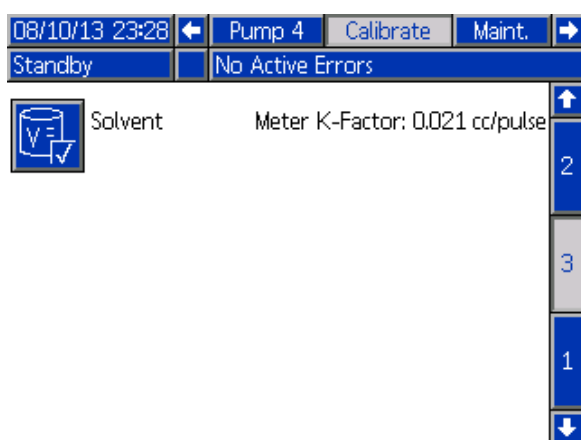 08/10/13 23:28 Pump 4 Calibrate Maint.
Standby No Active Errors
V=
Solvent Meter K-Factor: 0.021 cc/pulse
2
3
1